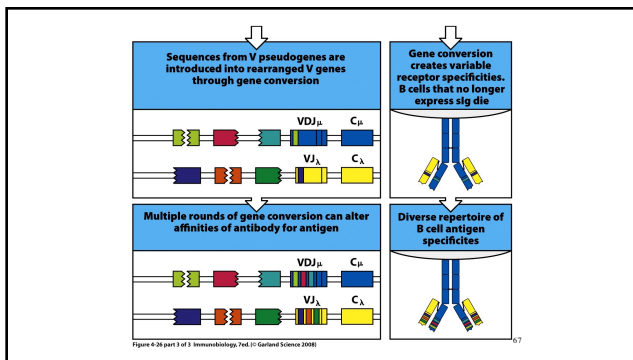 Sequences from V pseudogenes are
introduced into rearranged V genes
through gene conversion
VDJμ
Cμ
VJλ
Cλ
Gene conversion
creates variable
receptor specificities.
B cells that no longer
express sIg die
Multiple rounds of gene conversion can alter
affinities of antibody for antigen
VDJμ
Cμ
VJλ
Cλ
Diverse repertoire of
B cell antigen
specificites
Figure 4-26 part 3 of 3 Immunobiology, 7ed. (© Garland Science 2008)
67